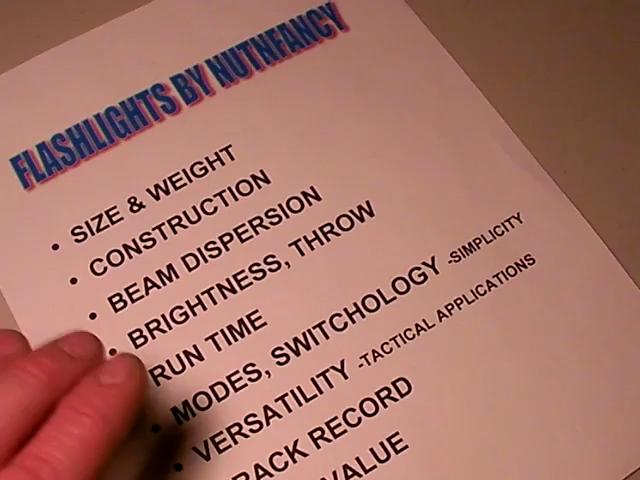 FLASHLIGHTS BY NUTNFANCY
• SIZE & WEIGHT
• CONSTRUCTION
• BEAM DISPERSION
• BRIGHTNESS, THROW
RUN TIME
• MODES, SWITCHOLOGY -SIMPLICITY
• VERSATILITY -TACTICAL APPLICATIONS
RACK RECORD
VALUE